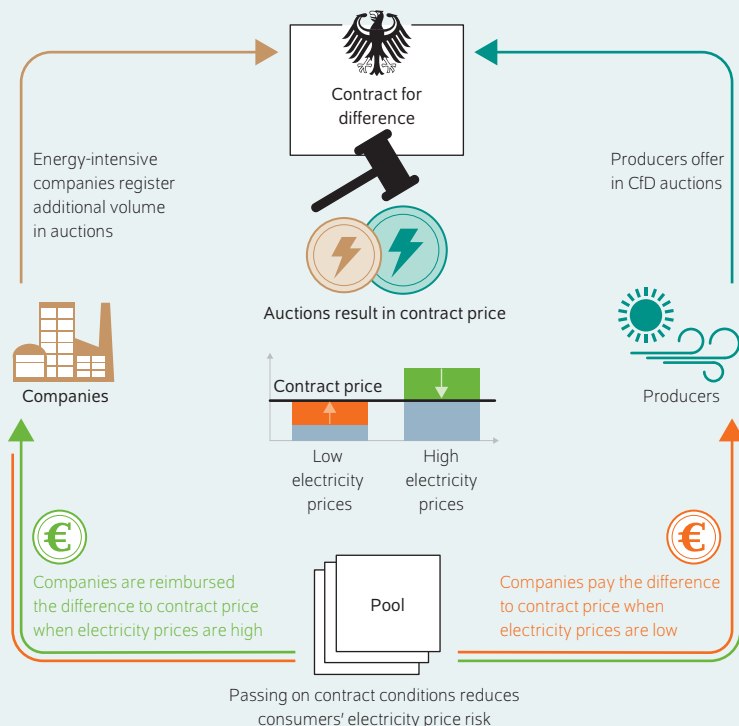 Contract for
difference
Energy-intensive
companies register
additional volume
in auctions
Producers offer
in CfD auctions
Auctions result in contract price
Companies
Producers
Contract price
Low
electricity
prices
High
electricity
prices
€
Companies are reimbursed
the difference to contract price
when electricity prices are high
€
Companies pay the difference
to contract price when
electricity prices are low
Pool
Passing on contract conditions reduces
consumers' electricity price risk